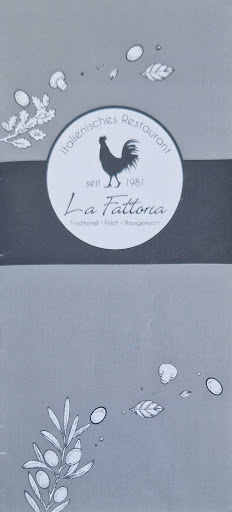 Italienisches Restaurant
seit 1981
La Fattoria
Traditionell - Frisch - Hausgemacht